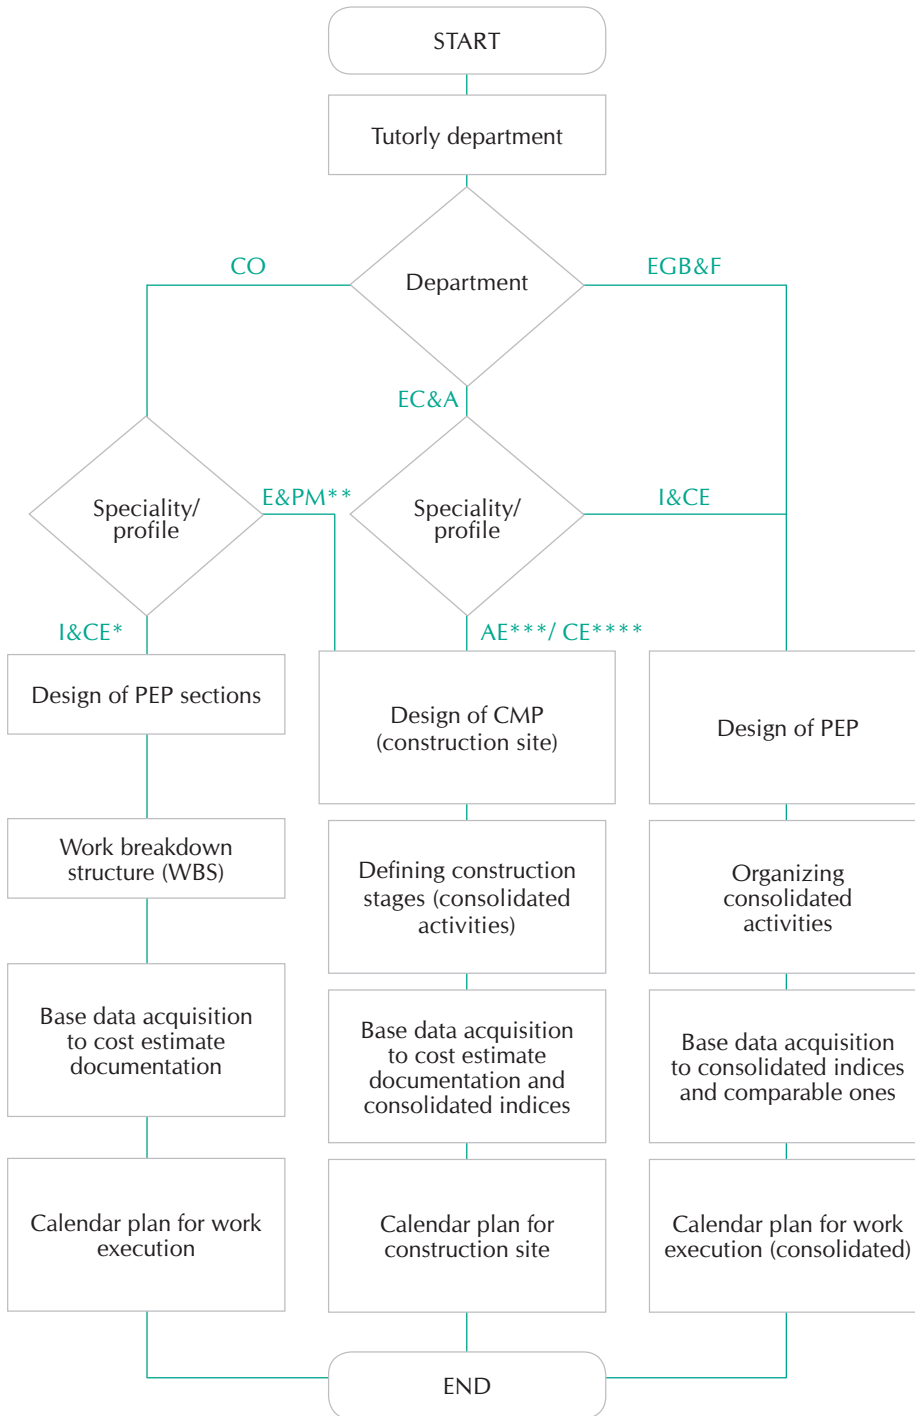 START
Tutorly department
CO
EGB&F
Department
EC&A
Speciality/
profile
E&PM**
Speciality/
profile
I&CE
I&CE*
AE***/ CE****
Design of PEP sections
Design of CMP
(construction site)
Design of PEP
Work breakdown
structure (WBS)
Defining construction
stages (consolidated
activities)
Organizing
consolidated
activities
Base data acquisition
to cost estimate
documentation
Base data acquisition
to cost estimate
documentation and
consolidated indices
Base data acquisition
to consolidated indices
and comparable ones
Calendar plan for work
execution
Calendar plan for
construction site
Calendar plan for work
execution (consolidated)
END